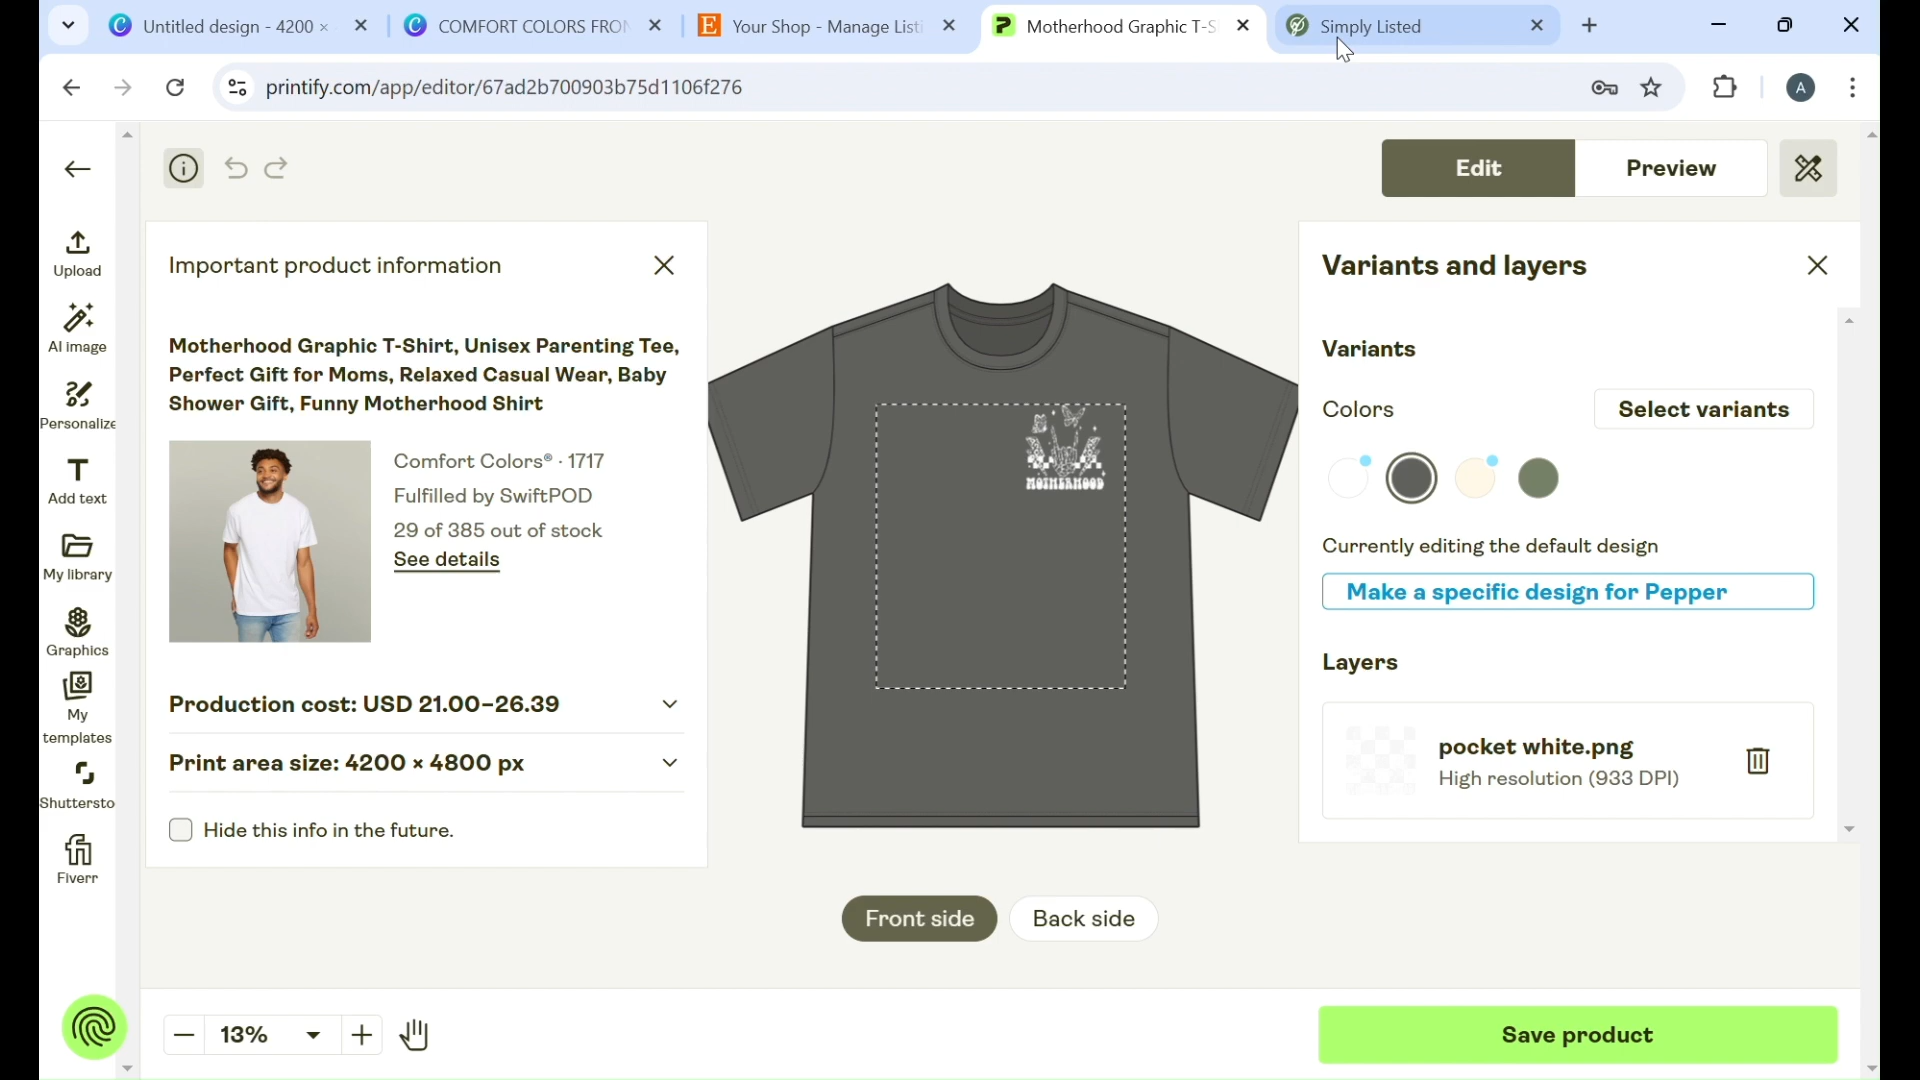 Untitled design - 4200 ×
COMFORT COLORS FRON
Your Shop - Manage Listi
Motherhood Graphic T-S
Simply Listed
printify.com/app/editor/67ad2b700903b75d1106f276
A
Edit
Preview
Upload
AI image
Personalize
Add text
My library
Graphics
My
templates
Shuttersto
Fiverr
Important product information
Motherhood Graphic T-Shirt, Unisex Parenting Tee,
Perfect Gift for Moms, Relaxed Casual Wear, Baby
Shower Gift, Funny Motherhood Shirt
Comfort Colors® · 1717
Fulfilled by SwiftPOD
29 of 385 out of stock
See details
Production cost: USD 21.00–26.39
Print area size: 4200 × 4800 px
Hide this info in the future.
MOTHERHOOD
Front side
Back side
Variants and layers
Variants
Colors
Select variants
Currently editing the default design
Make a specific design for Pepper
Layers
pocket white.png
High resolution (933 DPI)
13%
Save product